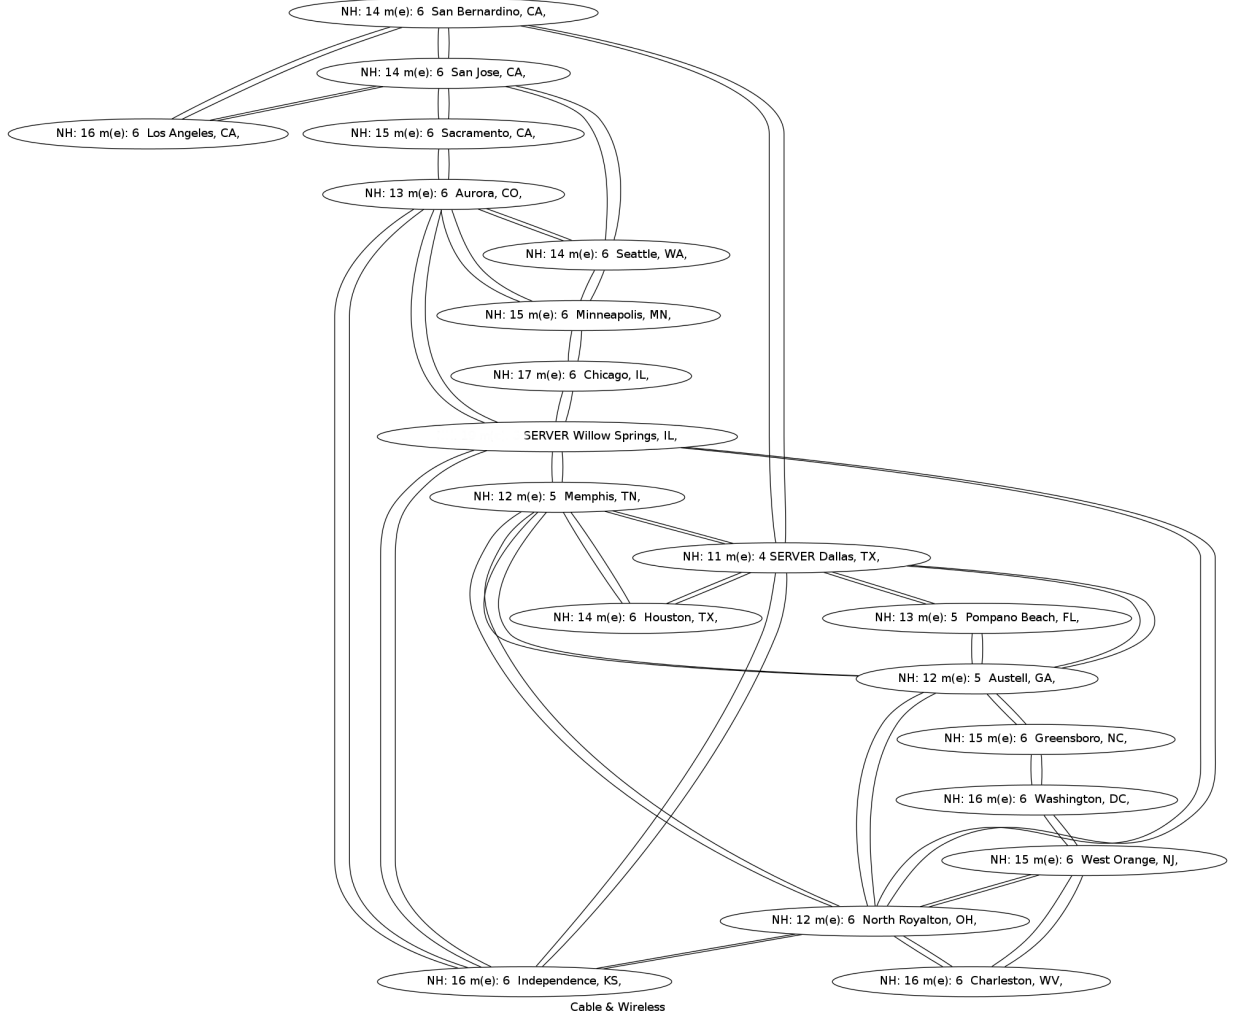 NH: 14 m(e): 6 San Bernardino, CA,
NH: 14 m(e): 6 San Jose, CA,
NH: 16 m(e): 6 Los Angeles, CA,
NH: 15 m(e): 6 Sacramento, CA,
NH: 13 m(e): 6 Aurora, CO,
NH: 14 m(e): 6 Seattle, WA,
NH: 15 m(e): 6 Minneapolis, MN,
NH: 17 m(e): 6 Chicago, IL,
SERVER Willow Springs, IL,
NH: 12 m(e): 5 Memphis, TN,
NH: 11 m(e): 4 SERVER Dallas, TX,
NH: 14 m(e): 6 Houston, TX,
NH: 13 m(e): 5 Pompano Beach, FL,
NH: 12 m(e): 5 Austell, GA,
NH: 15 m(e): 6 Greensboro, NC,
NH: 16 m(e): 6 Washington, DC,
NH: 15 m(e): 6 West Orange, NJ,
NH: 12 m(e): 6 North Royalton, OH,
NH: 16 m(e): 6 Independence, KS,
NH: 16 m(e): 6 Charleston, WV,
Cable & Wireless